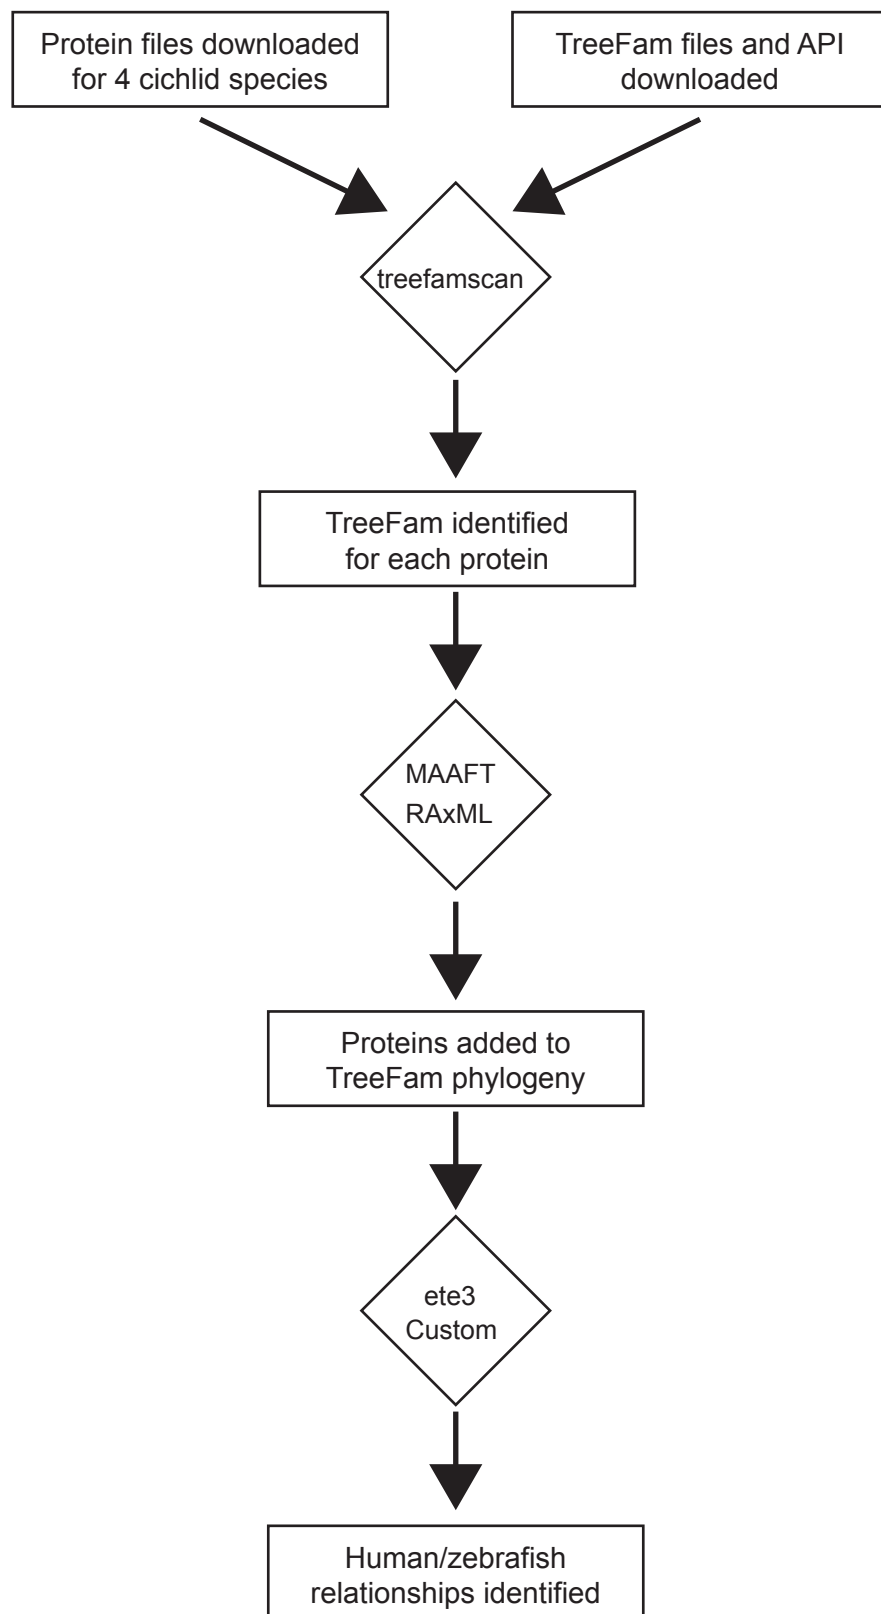 Protein files downloaded
for 4 cichlid species
TreeFam files and API
downloaded
treefamscan
TreeFam identified
for each protein
MAAFT
RAxML
Proteins added to
TreeFam phylogeny
ete3
Custom
Human/zebrafish
relationships identified